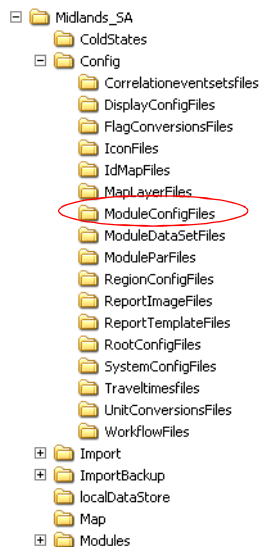 Midlands_SA
ColdStates
Config
Correlationeventsetsfiles
DisplayConfigFiles
FlagConversionsFiles
IconFiles
IdMapFiles
MapLayerFiles
ModuleConfigFiles
ModuleDataSetFiles
ModuleParFiles
RegionConfigFiles
ReportImageFiles
ReportTemplateFiles
RootConfigFiles
SystemConfigFiles
Traveltimesfiles
UnitConversionsFiles
WorkflowFiles
Import
ImportBackup
localDataStore
Map
Modules